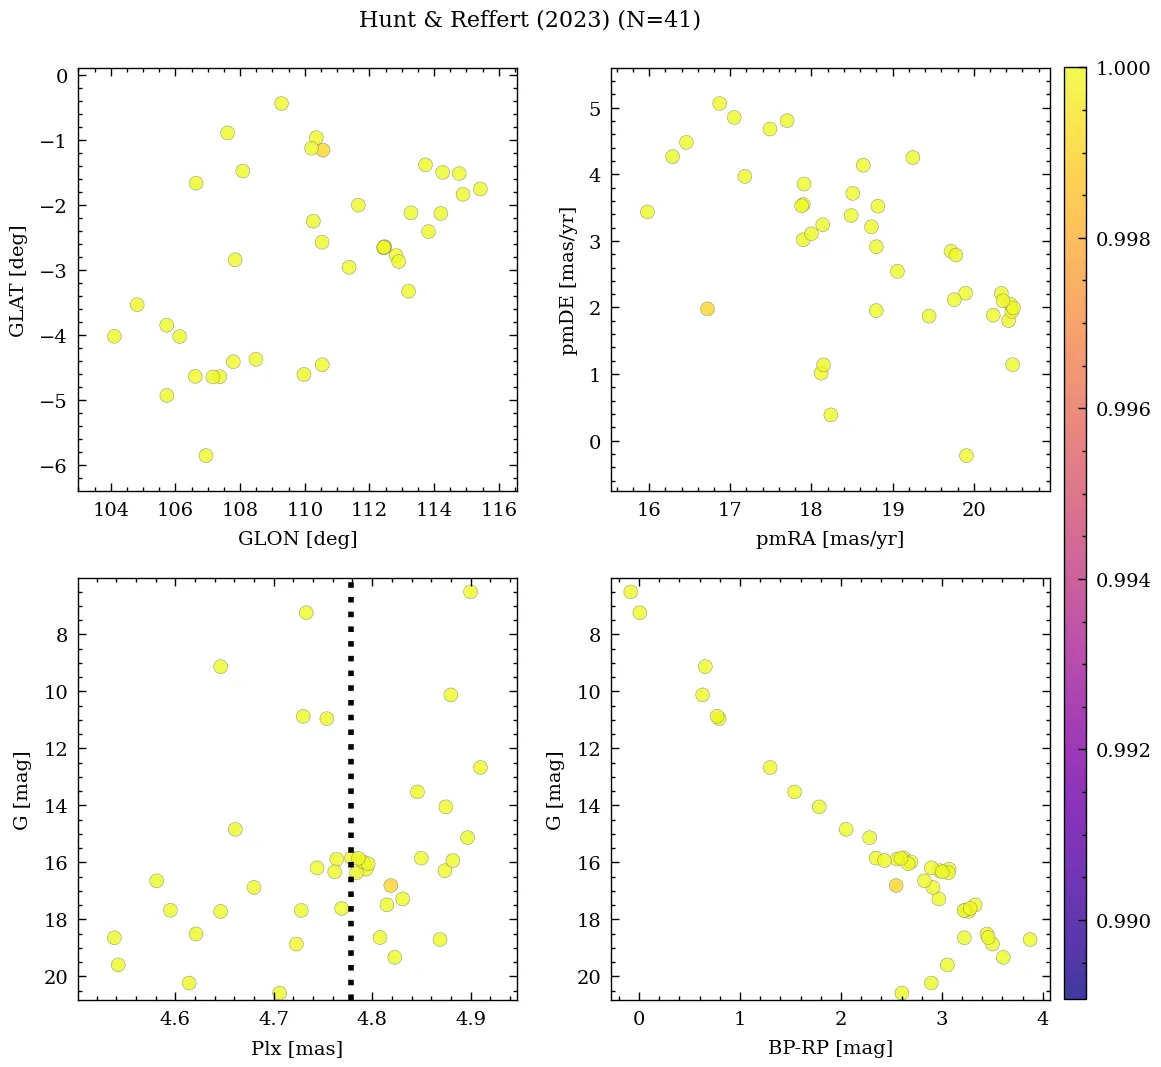 Hunt & Reffert (2023) (N=41)
0
−1
−2
−3
−4
−5
−6
GLAT [deg]
104 106 108 110 112 114 116
GLON [deg]
5
4
3
2
1
0
pmDE [mas/yr]
16 17 18 19 20
pmRA [mas/yr]
8
10
12
14
16
18
20
G [mag]
4.6 4.7 4.8 4.9
Plx [mas]
8
10
12
14
16
18
20
G [mag]
0 1 2 3 4
BP-RP [mag]
1.000
0.998
0.996
0.994
0.992
0.990